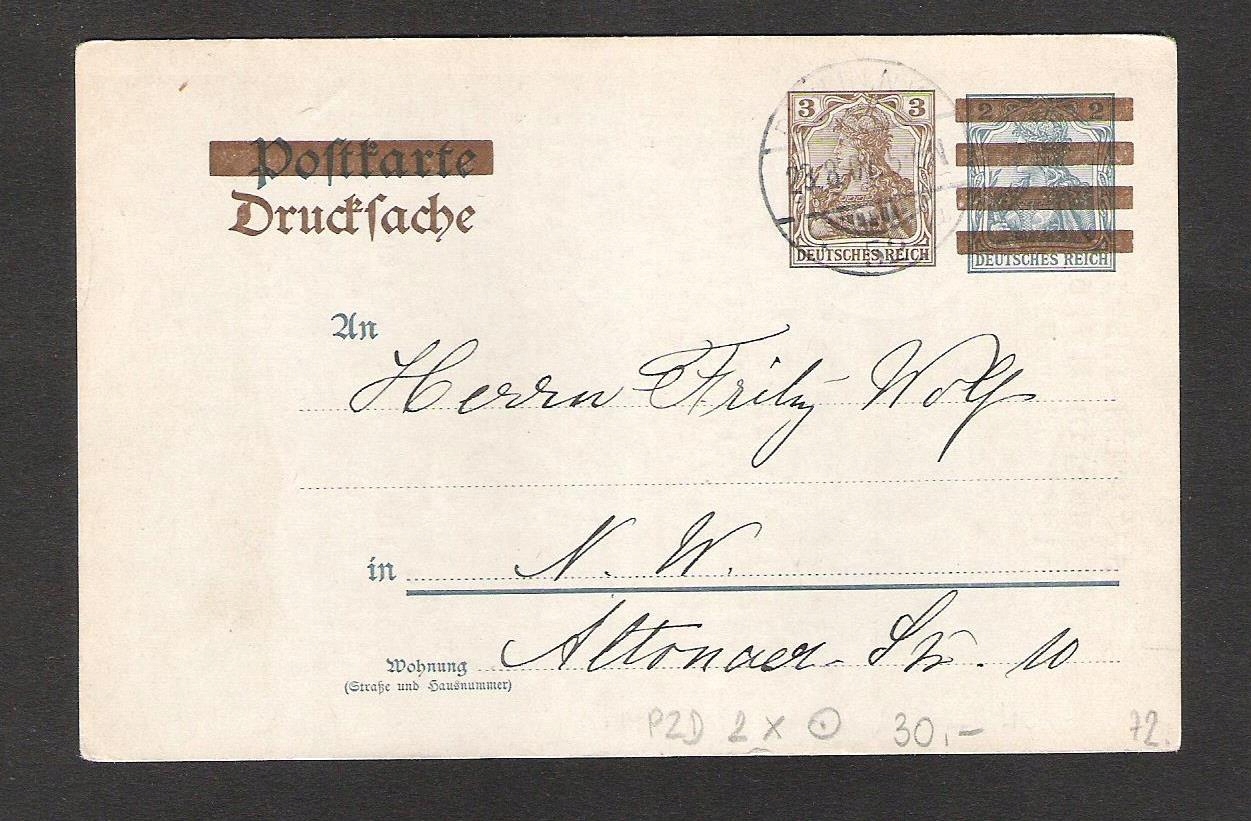 Postkarte
Drucksache
3 3
DEUTSCHES REICH
2 2
DEUTSCHES REICH
An
Herrn Fritz Wolf
in N. W.
Wohnung Altonaer Str. 10
(Straße und Hausnummer)
PZD 2 X 30,- 72.